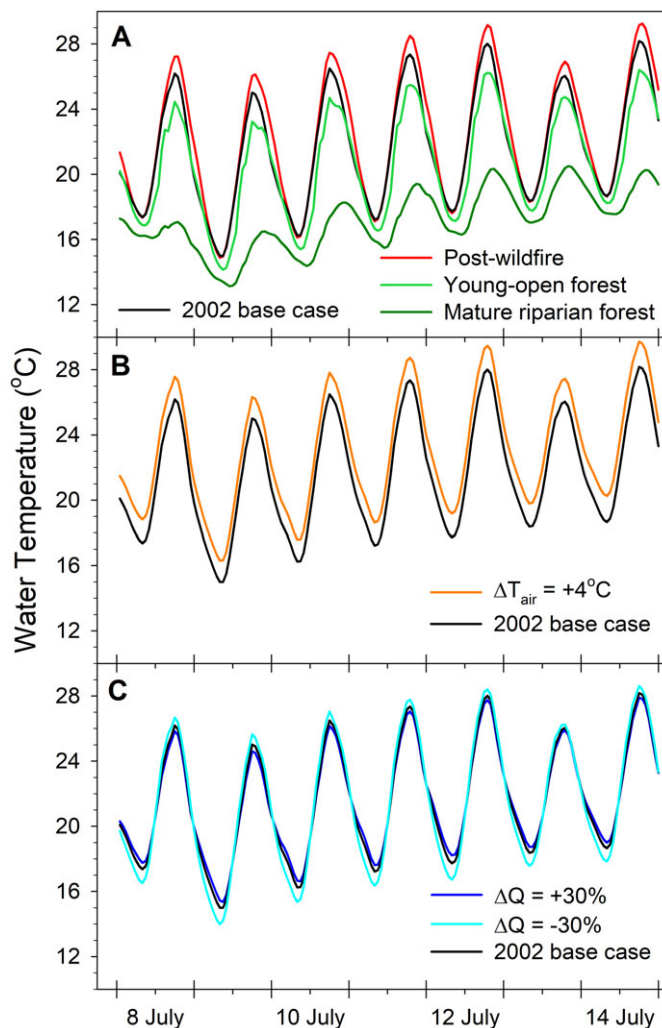 A
28
24
20
16
12
Post-wildfire
Young-open forest
2002 base case
Mature riparian forest
B
28
24
20
16
12
Water Temperature (°C)
ΔTair = +4°C
2002 base case
C
28
24
20
16
12
ΔQ = +30%
ΔQ = -30%
2002 base case
8 July 10 July 12 July 14 July